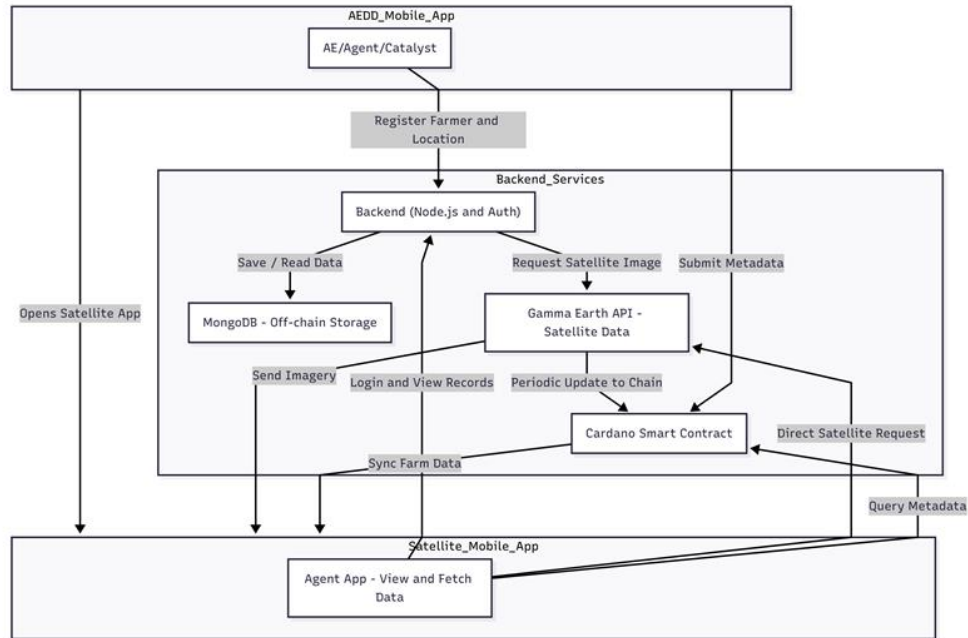 AEDD_Mobile_App
AE/Agent/Catalyst
Register Farmer and
Location
Backend_Services
Backend (Node.js and Auth)
Save / Read Data
Request Satellite Image
Submit Metadata
Opens Satellite App
MongoDB - Off-chain Storage
Gamma Earth API -
Satellite Data
Send Imagery
Login and View Records
Periodic Update to Chain
Cardano Smart Contract
Direct Satellite Request
Sync Farm Data
Query Metadata
Satellite_Mobile_App
Agent App - View and Fetch
Data